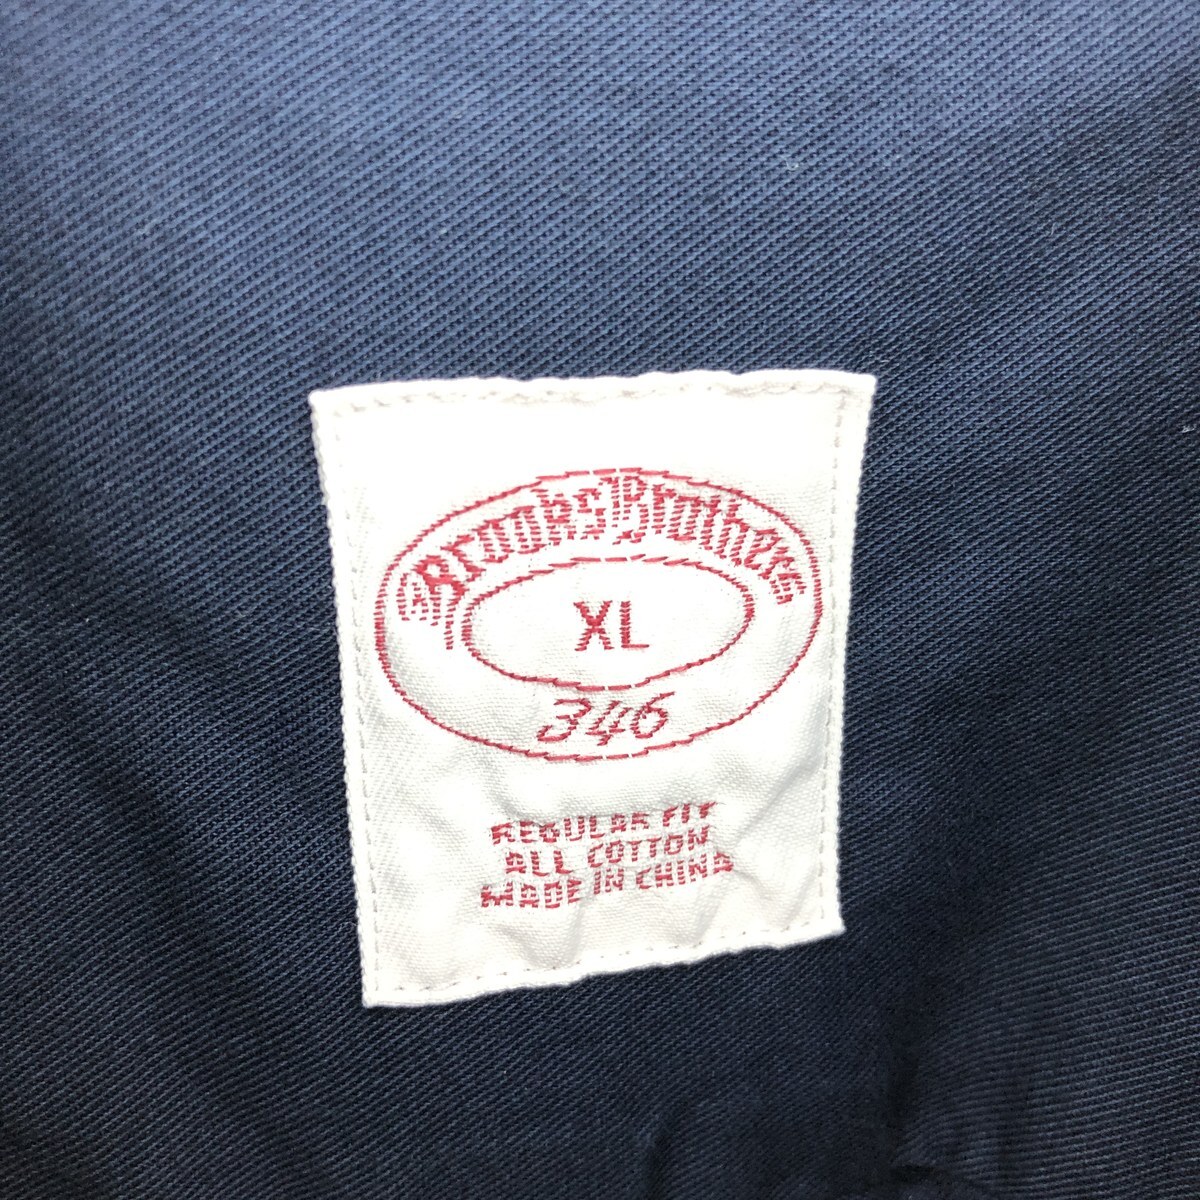 Brooks Brothers
XL
346
REGULAR FIT
ALL COTTON
MADE IN CHINA